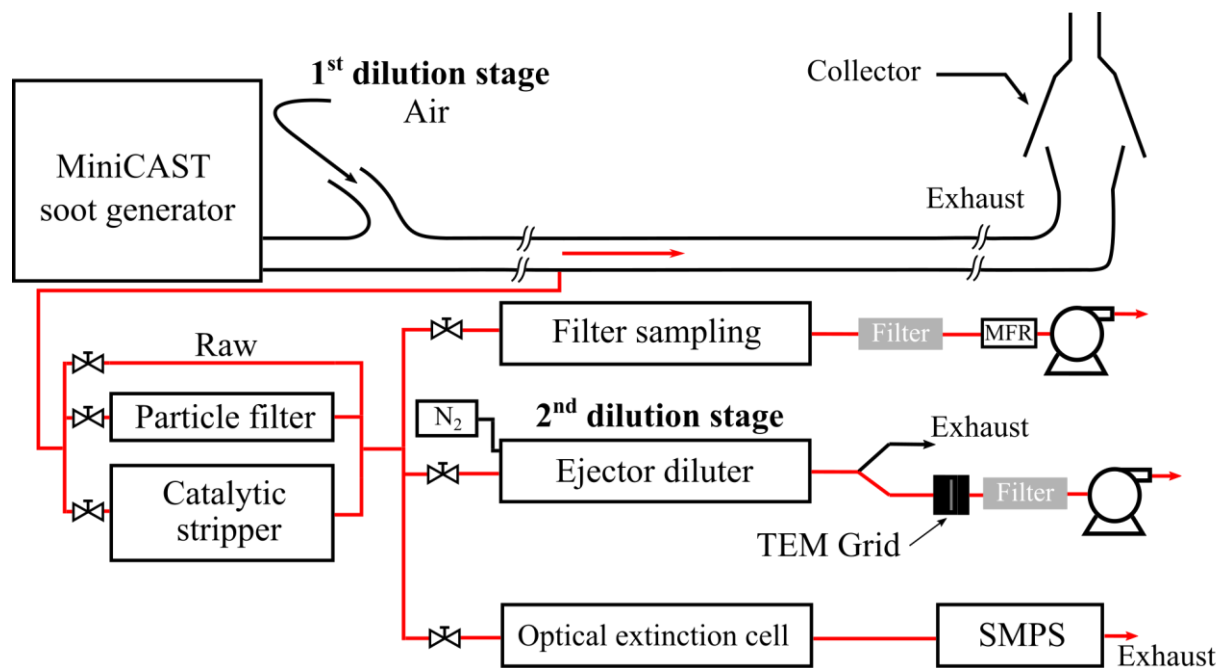 1st dilution stage
Air
Collector
MiniCAST
soot generator
Exhaust
Raw
Particle filter
Catalytic
stripper
Filter sampling
Filter
MFR
N2
2nd dilution stage
Ejector diluter
Exhaust
Filter
TEM Grid
Optical extinction cell
SMPS
Exhaust